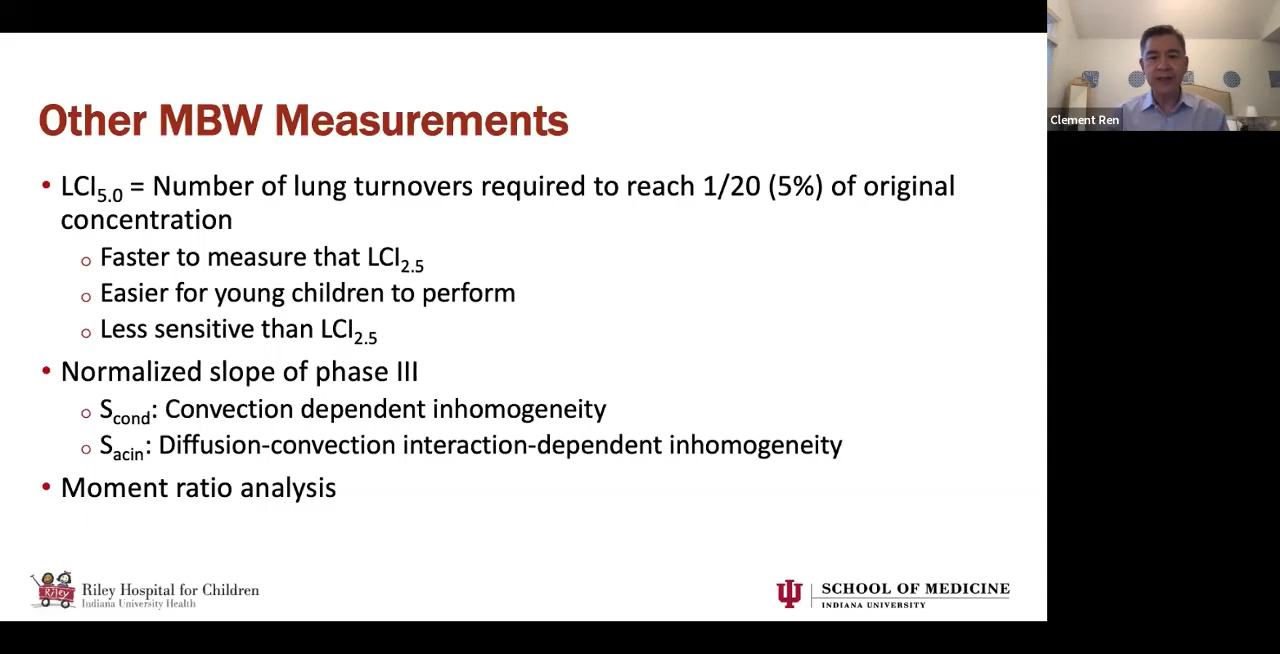 Other MBW Measurements
• LCI5.0 = Number of lung turnovers required to reach 1/20 (5%) of original
concentration
o Faster to measure that LCI2.5
o Easier for young children to perform
o Less sensitive than LCI2.5
• Normalized slope of phase III
o Scond: Convection dependent inhomogeneity
o Sacin: Diffusion-convection interaction-dependent inhomogeneity
• Moment ratio analysis
Riley
Riley Hospital for Children
Indiana University Health
SCHOOL OF MEDICINE
INDIANA UNIVERSITY
Clement Ren